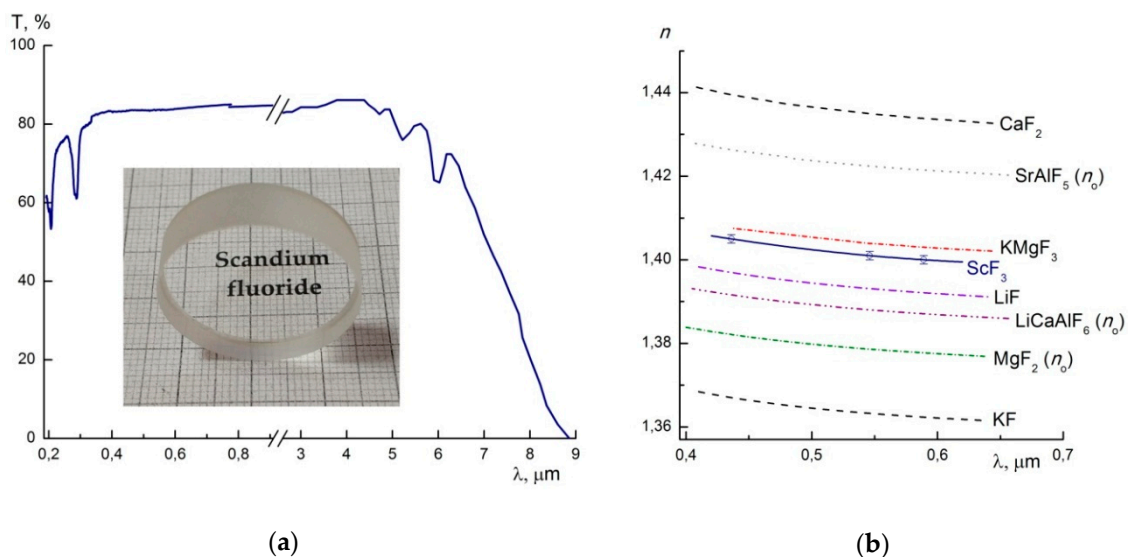 T, %
100
80
60
40
20
0
0,2 0,4 0,6 0,8 3 4 5 6 7 8 9
λ, μm
Scandium
fluoride
(a)
n
1,44
1,42
1,40
1,38
1,36
0,4 0,5 0,6 0,7
λ, μm
CaF₂
SrAlF₅ (nₒ)
KMgF₃
ScF₃
LiF
LiCaAlF₆ (nₒ)
MgF₂ (nₒ)
KF
(b)